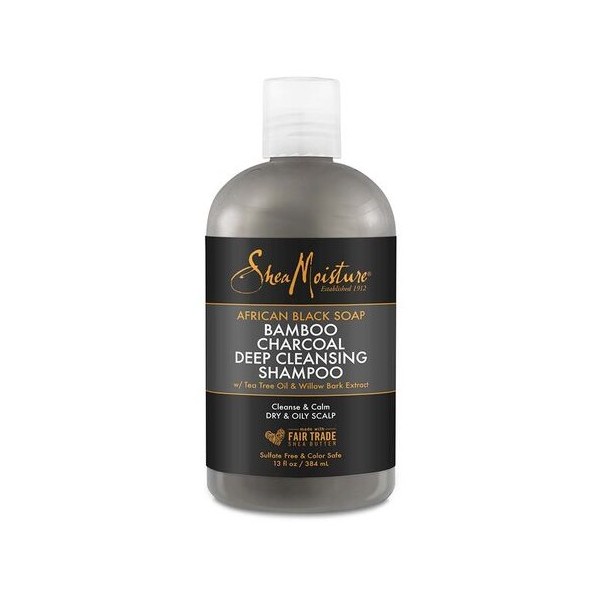 SheaMoisture®
Established 1912
AFRICAN BLACK SOAP
BAMBOO
CHARCOAL
DEEP CLEANSING
SHAMPOO
w/ Tea Tree Oil & Willow Bark Extract
Cleanse & Calm
DRY & OILY SCALP
made with
FAIR TRADE
SHEA BUTTER
Sulfate Free & Color Safe
13 fl oz / 384 mL